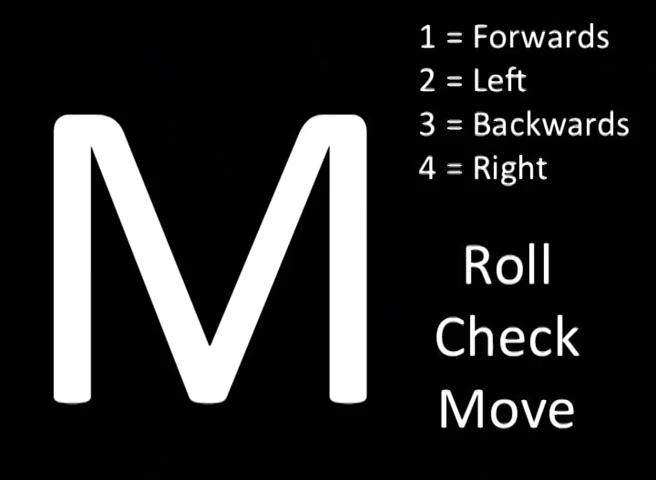 M
1 = Forwards
2 = Left
3 = Backwards
4 = Right
Roll
Check
Move